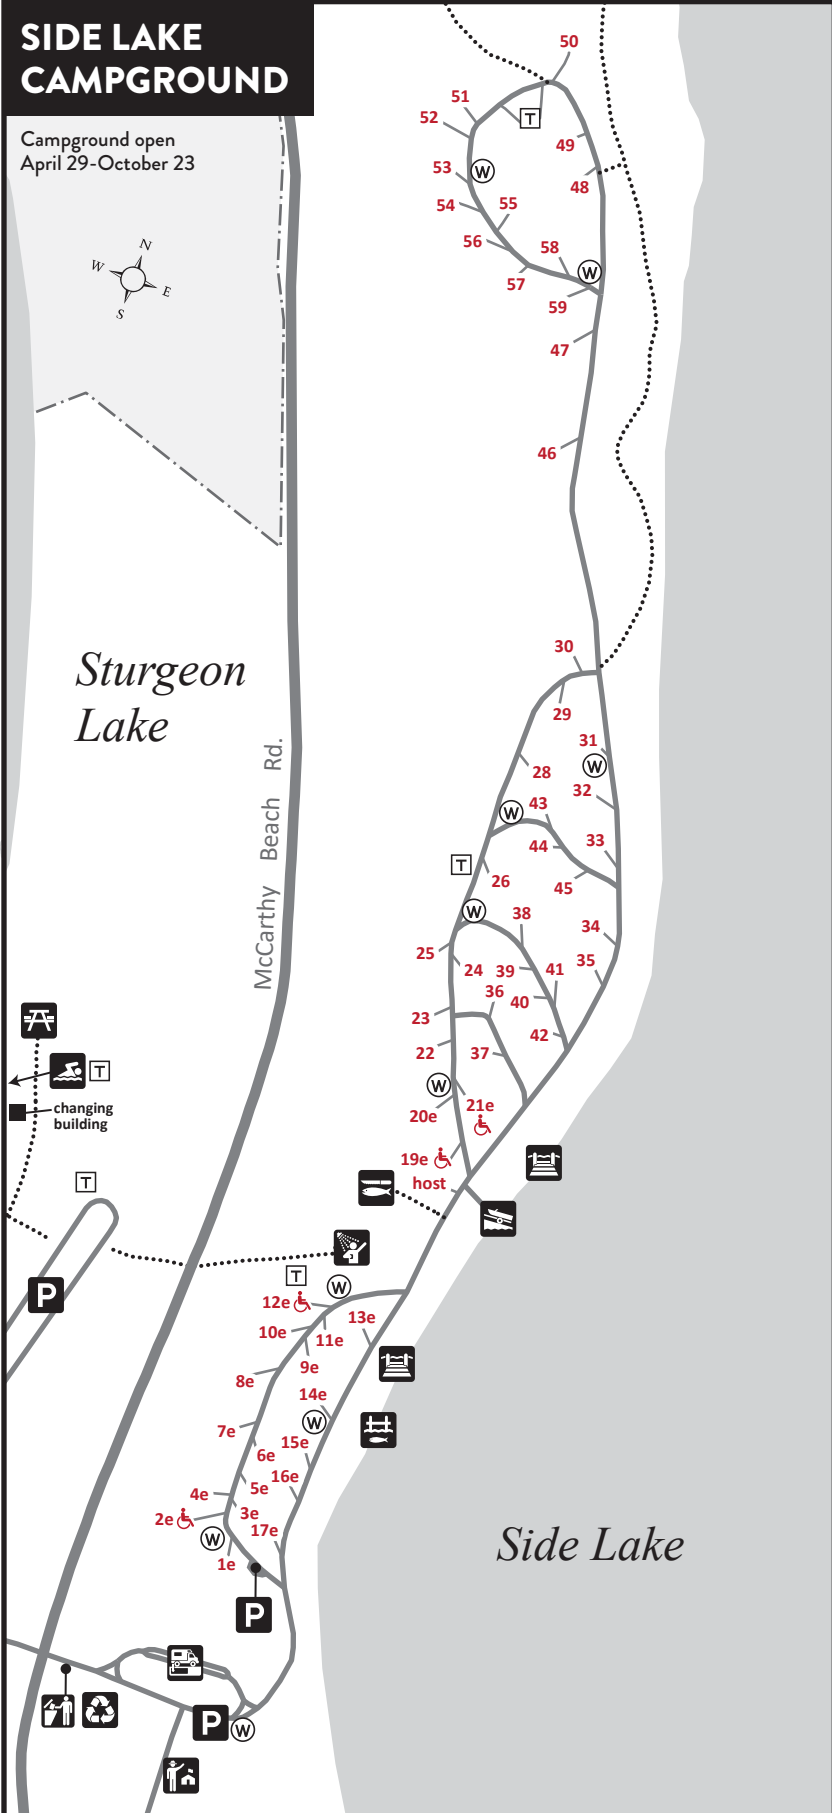 SIDE LAKE
CAMPGROUND
Campground open
April 29-October 23
N
W
E
S
50
51
T
52
49
53
W
48
54
55
56
58
57
W
59
47
46
30
Sturgeon
Lake
29
31
McCarthy Beach Rd.
W
28
32
43
W
44
33
T
26
45
W
38
34
25
24
39
41
35
36
40
23
42
22
37
W
21e
20e
T
changing
building
19e
host
T
P
T
W
12e
13e
10e
11e
9e
8e
14e
W
7e
15e
6e
16e
5e
4e
3e
2e
17e
W
1e
Side Lake
P
P
W